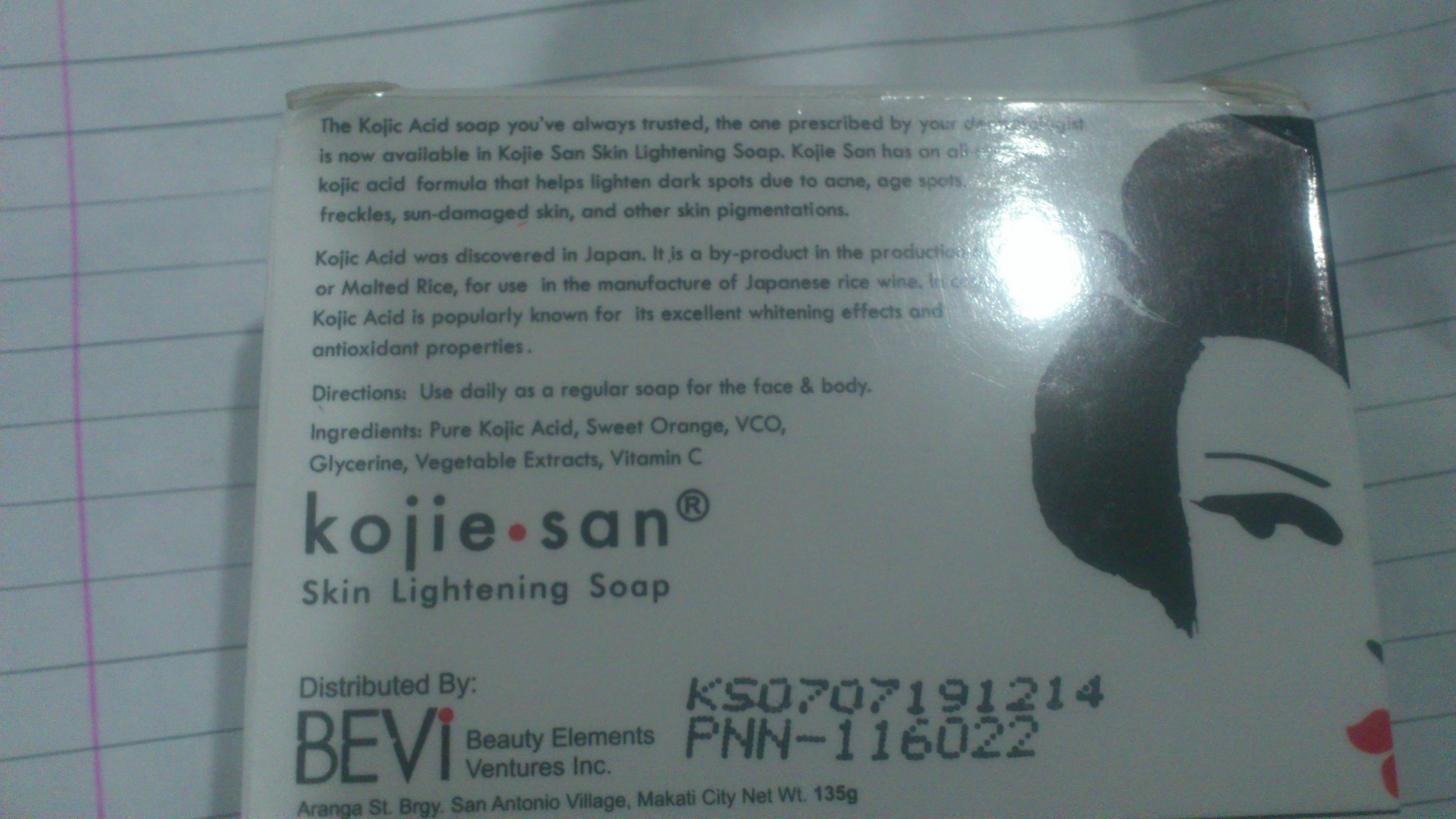 The Kojic Acid soap you've always trusted, the one prescribed by your
is now available in Kojie San Skin Lightening Soap. Kojie San has an
kojic acid formula that helps lighten dark spots due to acne, age spots,
freckles, sun-damaged skin, and other skin pigmentations.
Kojic Acid was discovered in Japan. It is a by-product in the production
or Malted Rice, for use in the manufacture of Japanese rice wine. In
Kojic Acid is popularly known for its excellent whitening effects and
antioxidant properties.
Directions: Use daily as a regular soap for the face & body.
Ingredients: Pure Kojic Acid, Sweet Orange, VCO,
Glycerine, Vegetable Extracts, Vitamin C
kojie•san®
Skin Lightening Soap
Distributed By:
BEVi Beauty Elements
Ventures Inc.
KS0707191214
PNN-116022
Aranga St. Brgy. San Antonio Village, Makati City Net Wt. 135g